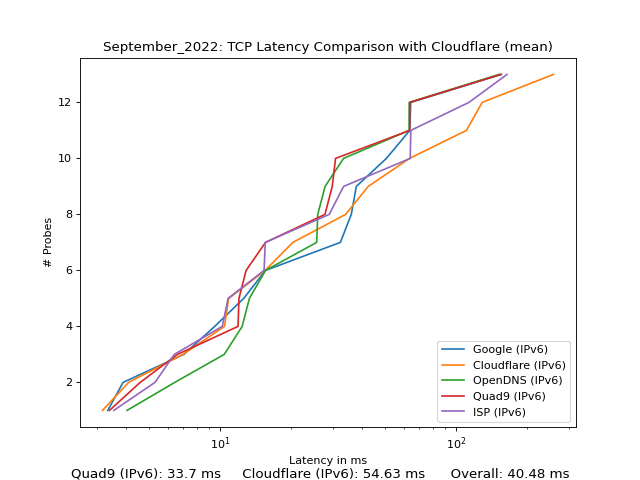 September_2022: TCP Latency Comparison with Cloudflare (mean)
12
10
8
6
4
2
# Probes
Google (IPv6)
Cloudflare (IPv6)
OpenDNS (IPv6)
Quad9 (IPv6)
ISP (IPv6)
10¹ 10²
Latency in ms
Quad9 (IPv6): 33.7 ms Cloudflare (IPv6): 54.63 ms Overall: 40.48 ms